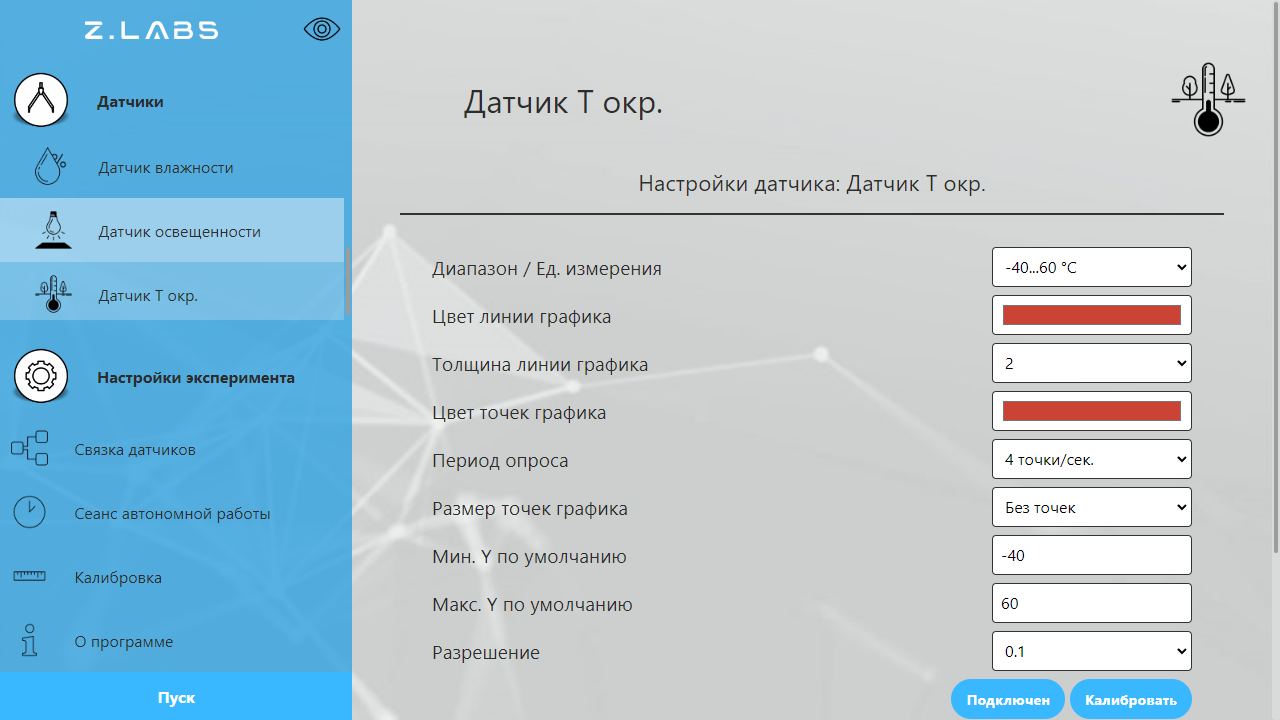 Z.LABS
Датчики
Датчик влажности
Датчик освещенности
Датчик Т окр.
Настройки эксперимента
Связка датчиков
Сеанс автономной работы
Калибровка
О программе
Пуск
Датчик Т окр.
Настройки датчика: Датчик Т окр.
Диапазон / Ед. измерения -40...60 °C
Цвет линии графика
Толщина линии графика 2
Цвет точек графика
Период опроса 4 точки/сек.
Размер точек графика Без точек
Мин. Y по умолчанию -40
Макс. Y по умолчанию 60
Разрешение 0.1
Подключен Калибровать